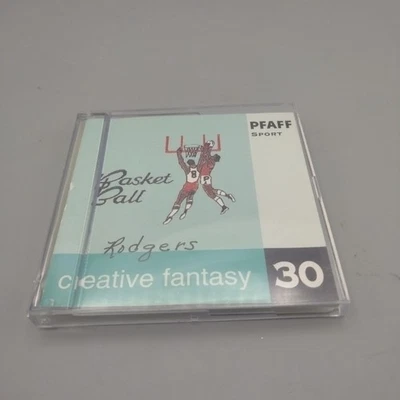 PFAFF
SPORT
Basket
Ball
Rodgers
creative fantasy 30